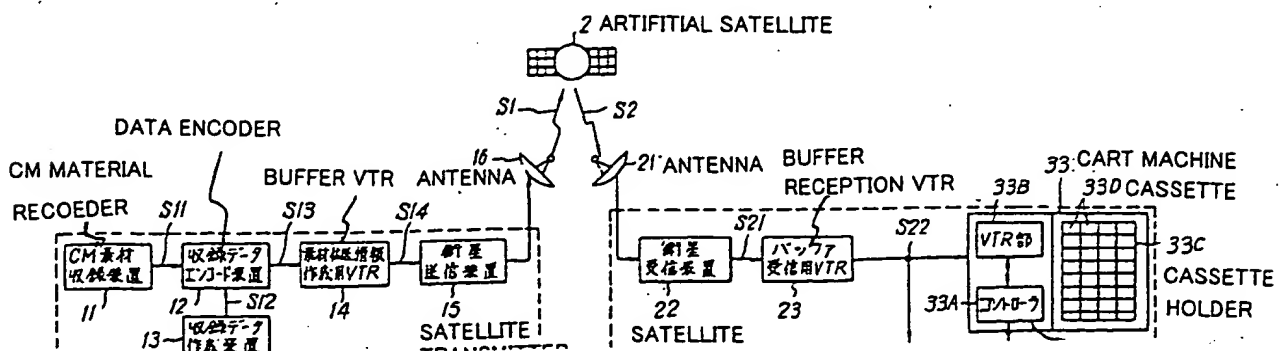 2 ARTIFITIAL SATELLITE
S1
S2
DATA ENCODER
16
21
ANTENNA
BUFFER
RECEPTION VTR
33
CART MACHINE
CM MATERIAL
RECOEDER
BUFFER VTR
ANTENNA
33B
33D CASSETTE
S11
S13
S14
S21
S22
CM素材
収録装置
収録データ
エンコード装置
素材伝送情報
作成用VTR
衛星
送信装置
衛星
受信装置
バッファ
受信用VTR
VTR部
33C
CASSETTE
HOLDER
11
12
S12
14
15
22
23
33A
コントローラ
13
収録データ
作成装置
SATELLITE
TRANSMITTER
SATELLITE